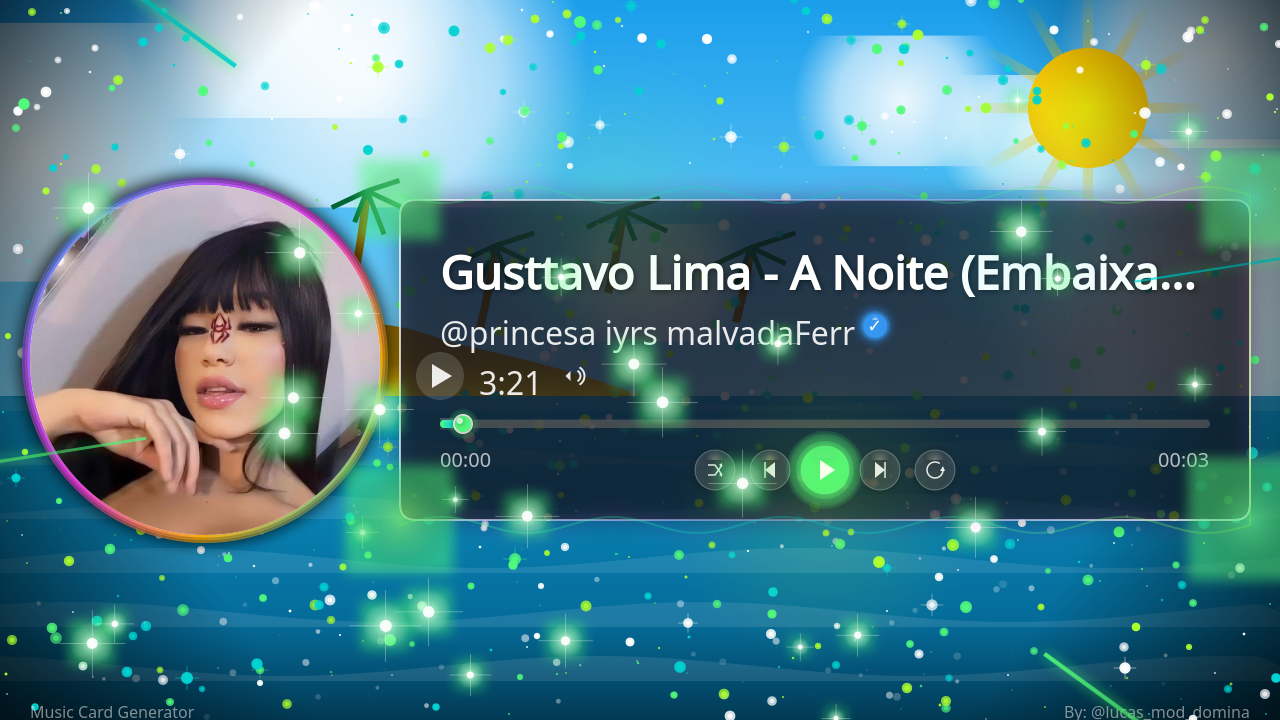 Gusttavo Lima - A Noite (Embaixa...
@princesa iyrs malvadaFerr
3:21
00:00
00:03
Music Card Generator
By: @lucas_mod_domina